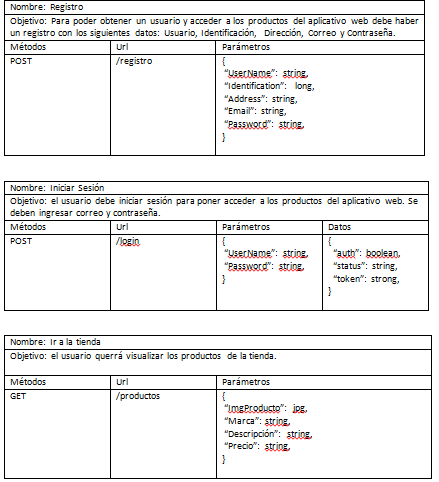 Nombre: Registro
Objetivo: Para poder obtener un usuario y acceder a los productos del aplicativo web debe haber
un registro con los siguientes datos: Usuario, Identificación, Dirección, Correo y Contraseña.
Métodos Url Parámetros
POST /registro {
"UserName": string,
"Identification": long,
"Address": string,
"Email": string,
"Password": string,
}
Nombre: Iniciar Sesión
Objetivo: el usuario debe iniciar sesión para poner acceder a los productos del aplicativo web. Se
deben ingresar correo y contraseña.
Métodos Url Parámetros Datos
POST /login { {
"UserName": string, "auth": boolean,
"Password": string, "status": string,
} "token": strong,
}
Nombre: Ir a la tienda
Objetivo: el usuario querrá visualizar los productos de la tienda.
Métodos Url Parámetros
GET /productos {
"ImgProducto": jpg,
"Marca": string,
"Descripción": string,
"Precio": string,
}